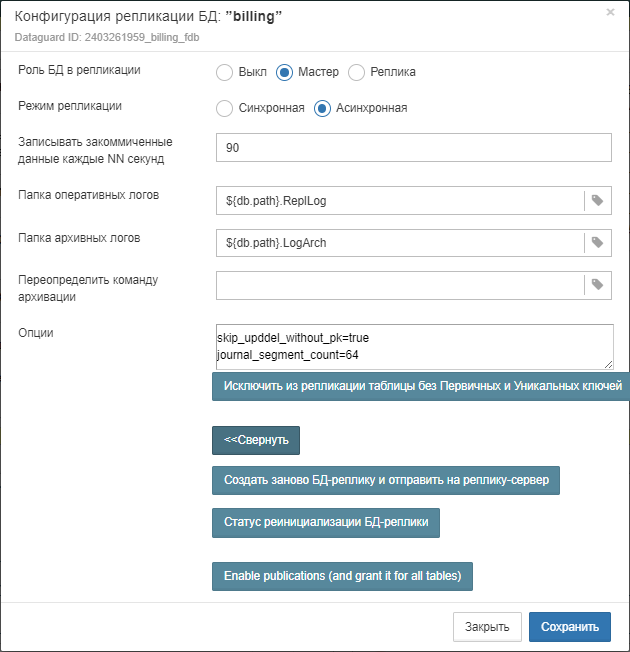 Конфигурация репликации БД: "billing"
×
Dataguard ID: 2403261959_billing_fdb
Роль БД в репликации
Выкл
Мастер
Реплика
Режим репликации
Синхронная
Асинхронная
Записывать закоммиченные
данные каждые NN секунд
90
Папка оперативных логов
${db.path}.ReplLog
Папка архивных логов
${db.path}.LogArch
Переопределить команду
архивации
Опции
skip_upddel_without_pk=true
journal_segment_count=64
Исключить из репликации таблицы без Первичных и Уникальных ключей
<<Свернуть
Создать заново БД-реплику и отправить на реплику-сервер
Статус реинициализации БД-реплики
Enable publications (and grant it for all tables)
Закрыть
Сохранить